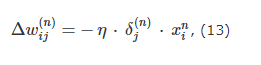 Δw_{ij}^{(n)} = − η · δ_j^{(n)} · x_i^n, (13)